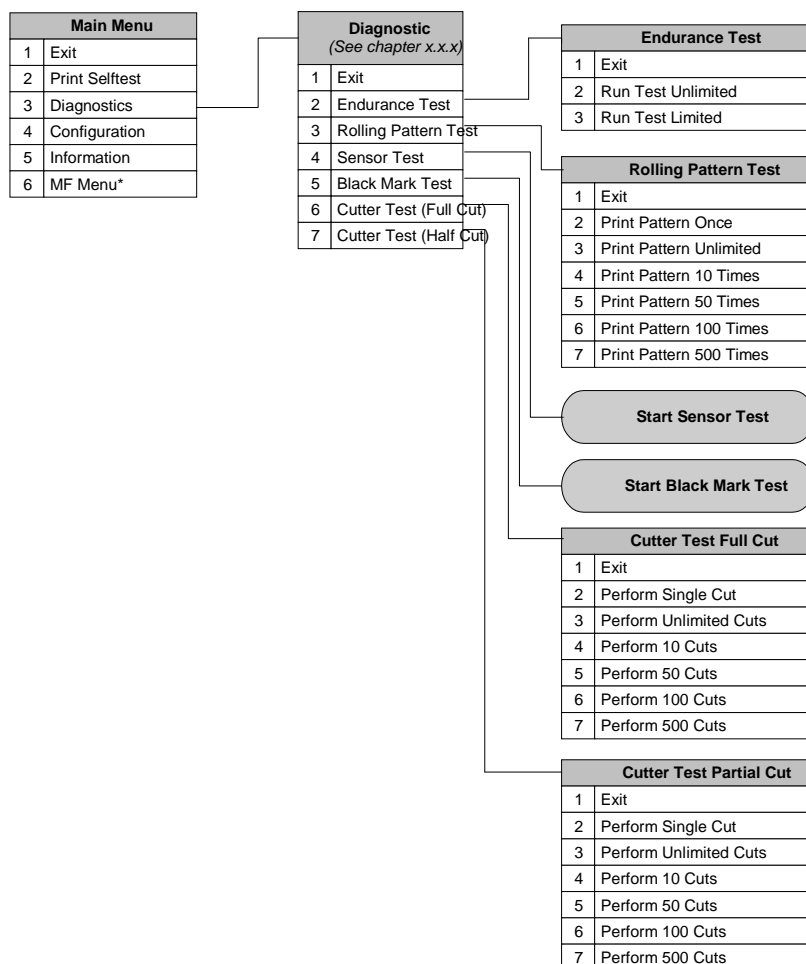 Main Menu
1 Exit
2 Print Selftest
3 Diagnostics
4 Configuration
5 Information
6 MF Menu*
Diagnostic
(See chapter x.x.x)
1 Exit
2 Endurance Test
3 Rolling Pattern Test
4 Sensor Test
5 Black Mark Test
6 Cutter Test (Full Cut)
7 Cutter Test (Half Cut)
Endurance Test
1 Exit
2 Run Test Unlimited
3 Run Test Limited
Rolling Pattern Test
1 Exit
2 Print Pattern Once
3 Print Pattern Unlimited
4 Print Pattern 10 Times
5 Print Pattern 50 Times
6 Print Pattern 100 Times
7 Print Pattern 500 Times
Start Sensor Test
Start Black Mark Test
Cutter Test Full Cut
1 Exit
2 Perform Single Cut
3 Perform Unlimited Cuts
4 Perform 10 Cuts
5 Perform 50 Cuts
6 Perform 100 Cuts
7 Perform 500 Cuts
Cutter Test Partial Cut
1 Exit
2 Perform Single Cut
3 Perform Unlimited Cuts
4 Perform 10 Cuts
5 Perform 50 Cuts
6 Perform 100 Cuts
7 Perform 500 Cuts